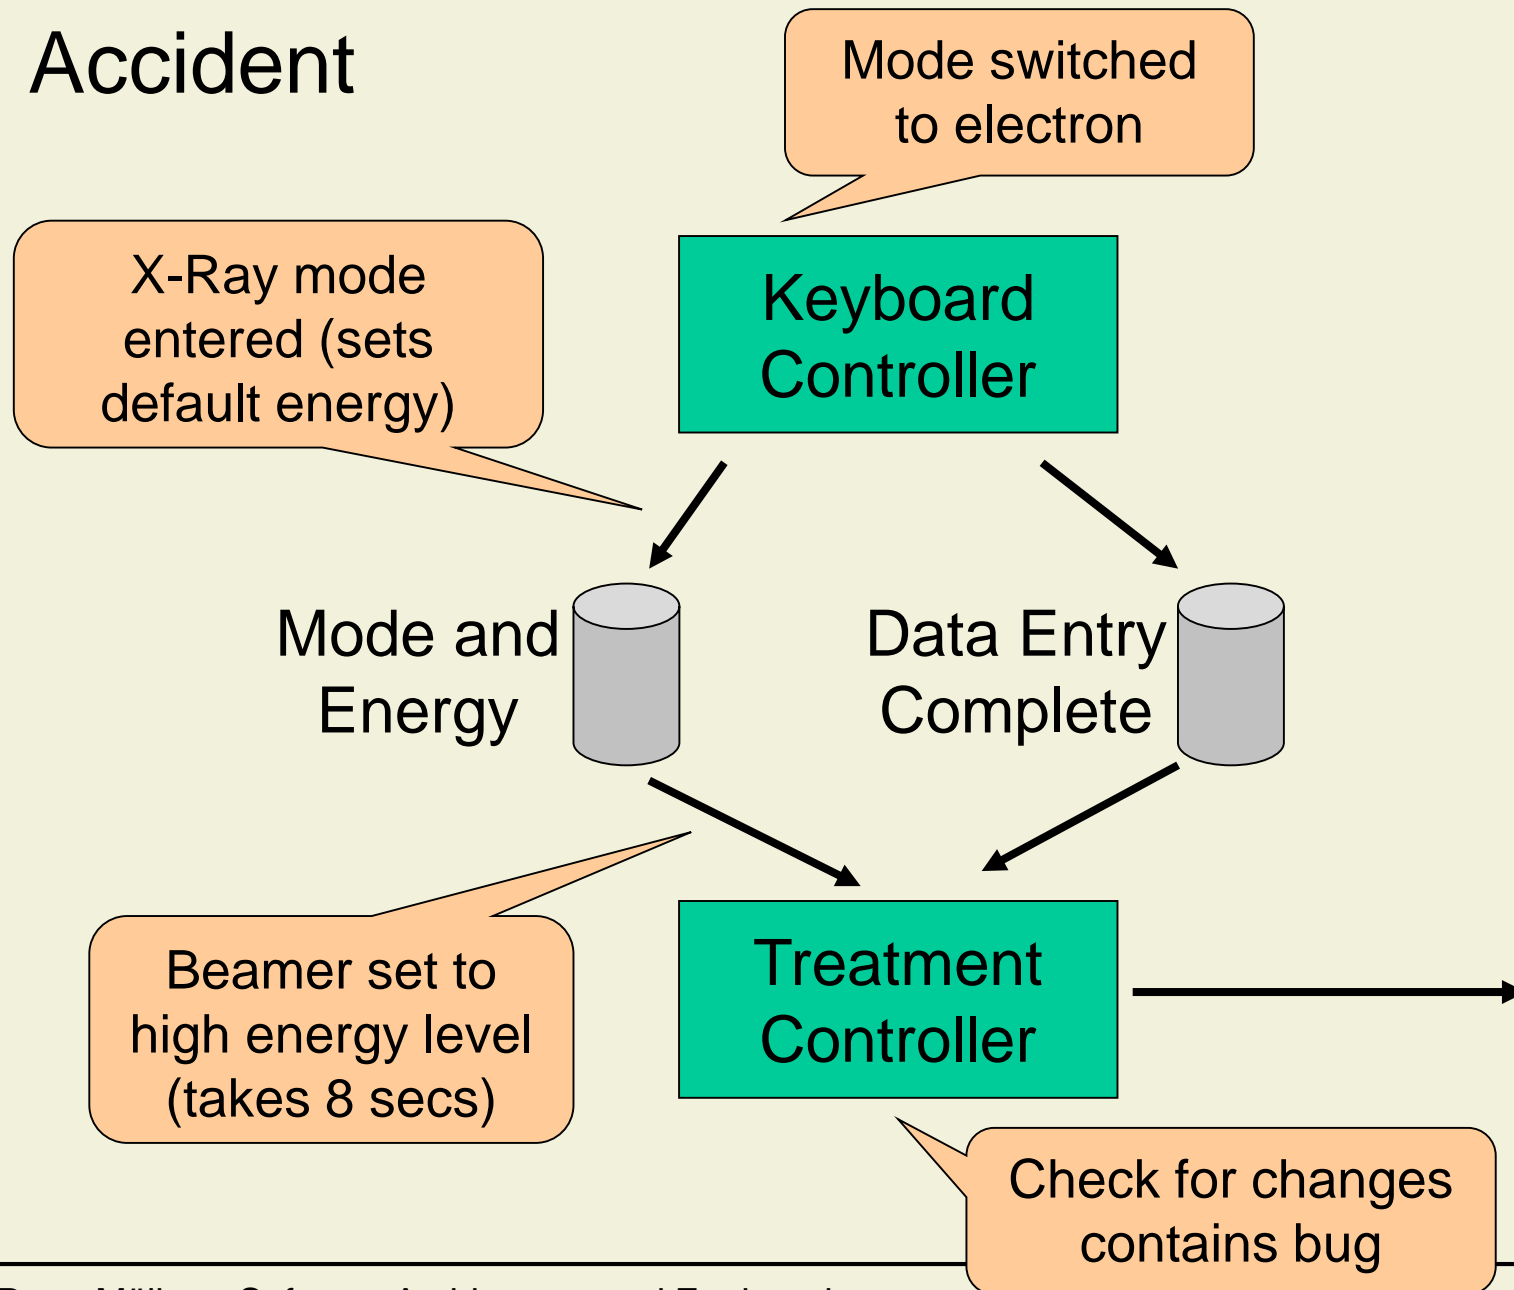 Accident
Mode switched
to electron
X-Ray mode
entered (sets
default energy)
Keyboard
Controller
Mode and
Energy
Data Entry
Complete
Beamer set to
high energy level
(takes 8 secs)
Treatment
Controller
Check for changes
contains bug